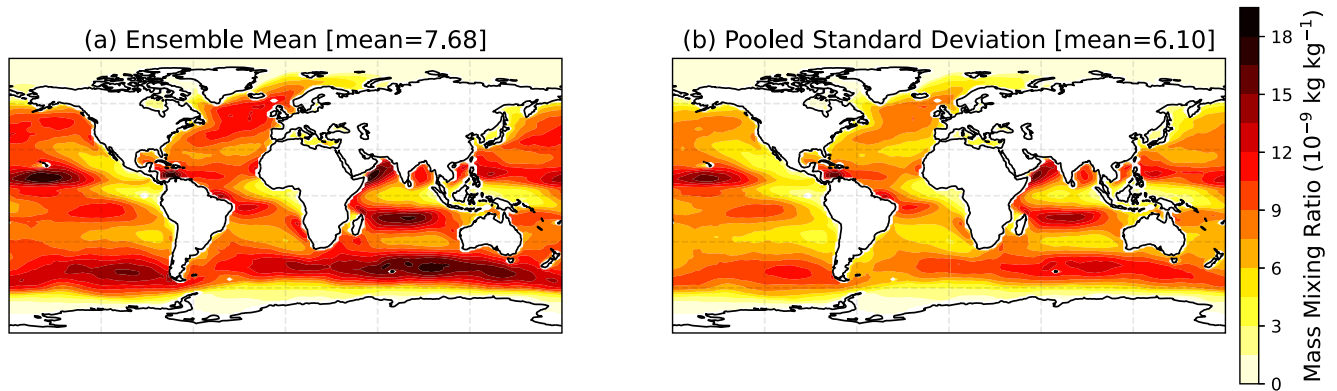 (a) Ensemble Mean [mean=7.68]
(b) Pooled Standard Deviation [mean=6.10]
18
15
12
9
6
3
0
Mass Mixing Ratio (10⁻⁹ kg kg⁻¹)